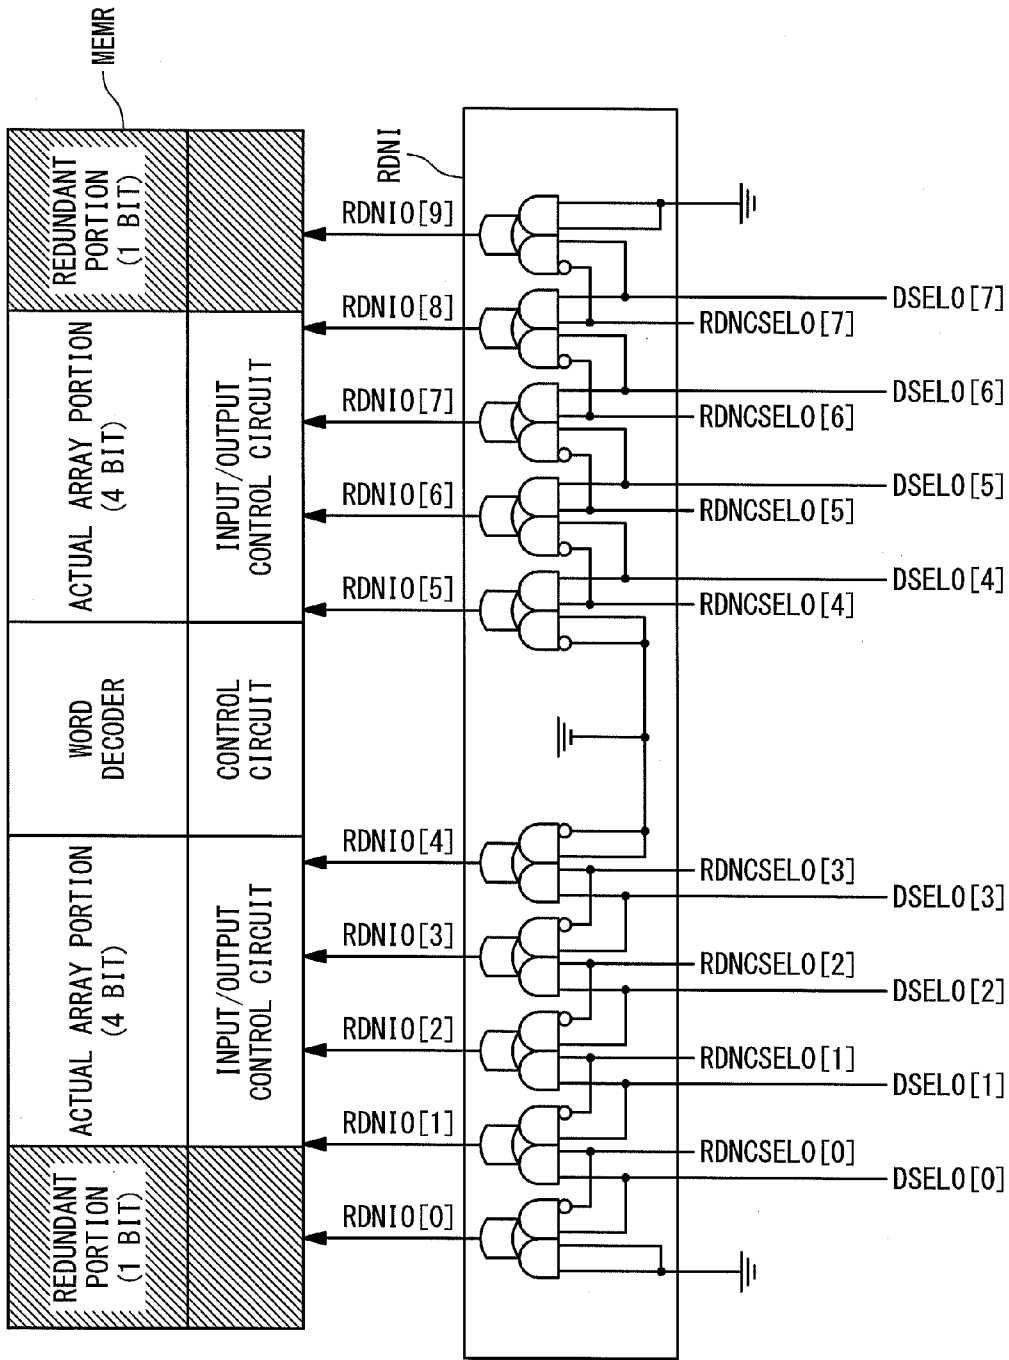 MEMR
REDUNDANT
PORTION
(1 BIT)
ACTUAL ARRAY PORTION
(4 BIT)
INPUT/OUTPUT
CONTROL CIRCUIT
WORD
DECODER
CONTROL
CIRCUIT
ACTUAL ARRAY PORTION
(4 BIT)
INPUT/OUTPUT
CONTROL CIRCUIT
REDUNDANT
PORTION
(1 BIT)
RDNI
RDNIO[9]
RDNIO[8]
RDNIO[7]
RDNIO[6]
RDNIO[5]
RDNIO[4]
RDNIO[3]
RDNIO[2]
RDNIO[1]
RDNIO[0]
DSELO[7]
RDNCSELO[7]
DSELO[6]
RDNCSELO[6]
DSELO[5]
RDNCSELO[5]
DSELO[4]
RDNCSELO[4]
RDNCSELO[3]
DSELO[3]
RDNCSELO[2]
DSELO[2]
RDNCSELO[1]
DSELO[1]
RDNCSELO[0]
DSELO[0]